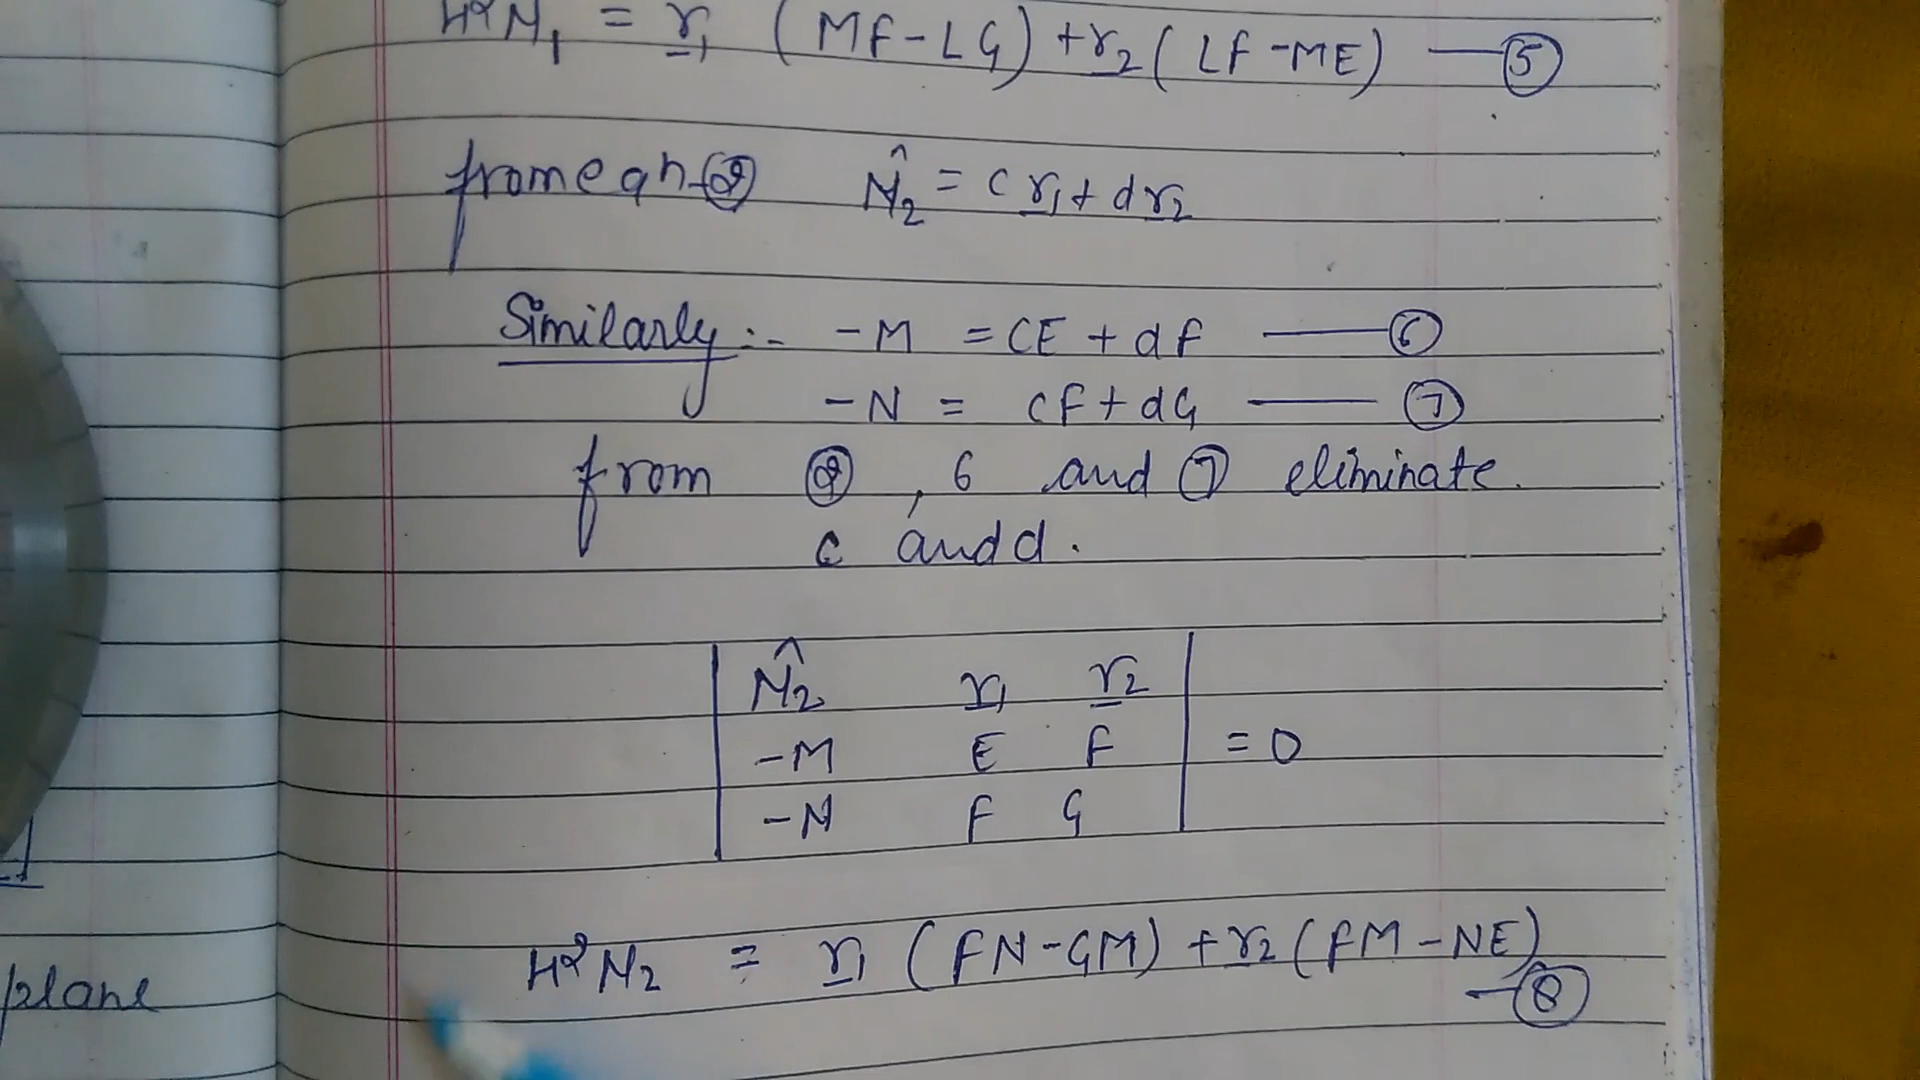 H²N₁ = r₁ (MF-LG) + r₂ (LF-ME) — ⑤
from eqn-② N̂₂ = c r₁ + d r₂
Similarly :- -M = CE + dF — ⑥
-N = CF + dG — ⑦
from ②, 6 and ⑦ eliminate.
c and d.
| N̂₂ r₁ r₂ |
| -M E F | = 0
| -N F G |
H²N₂ = r₁ (FN-GM) + r₂ (FM-NE)
— ⑧
plane